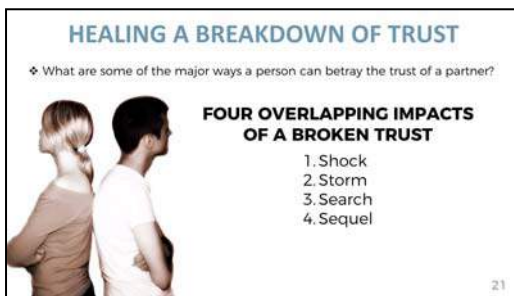 HEALING A BREAKDOWN OF TRUST
❖ What are some of the major ways a person can betray the trust of a partner?
FOUR OVERLAPPING IMPACTS
OF A BROKEN TRUST
1. Shock
2. Storm
3. Search
4. Sequel
21